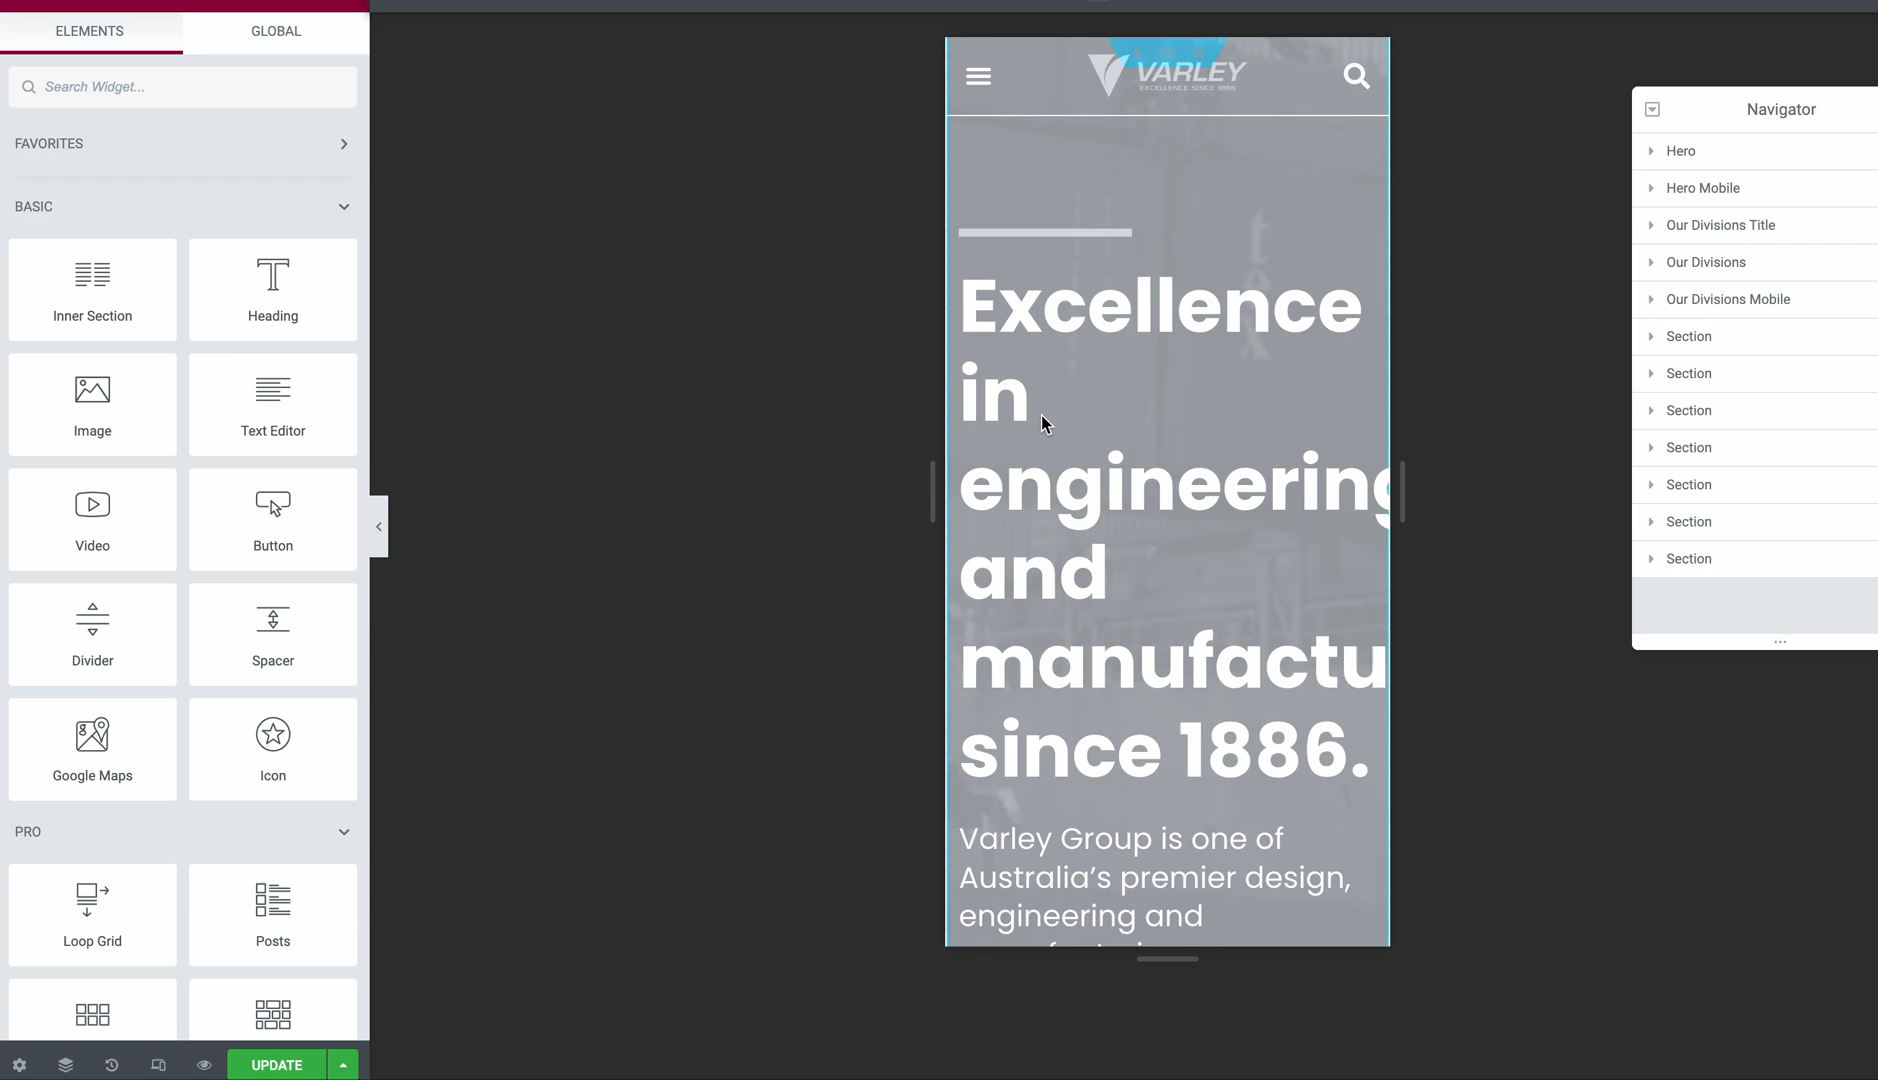 ELEMENTS
GLOBAL
Search Widget...
FAVORITES
BASIC
Inner Section
Heading
Image
Text Editor
Video
Button
Divider
Spacer
Google Maps
Icon
PRO
Loop Grid
Posts
UPDATE
VARLEY
EXCELLENCE SINCE 1886
Excellence
in
engineering
and
manufactu
since 1886.
Varley Group is one of
Australia's premier design,
engineering and
Navigator
Hero
Hero Mobile
Our Divisions Title
Our Divisions
Our Divisions Mobile
Section
Section
Section
Section
Section
Section
Section